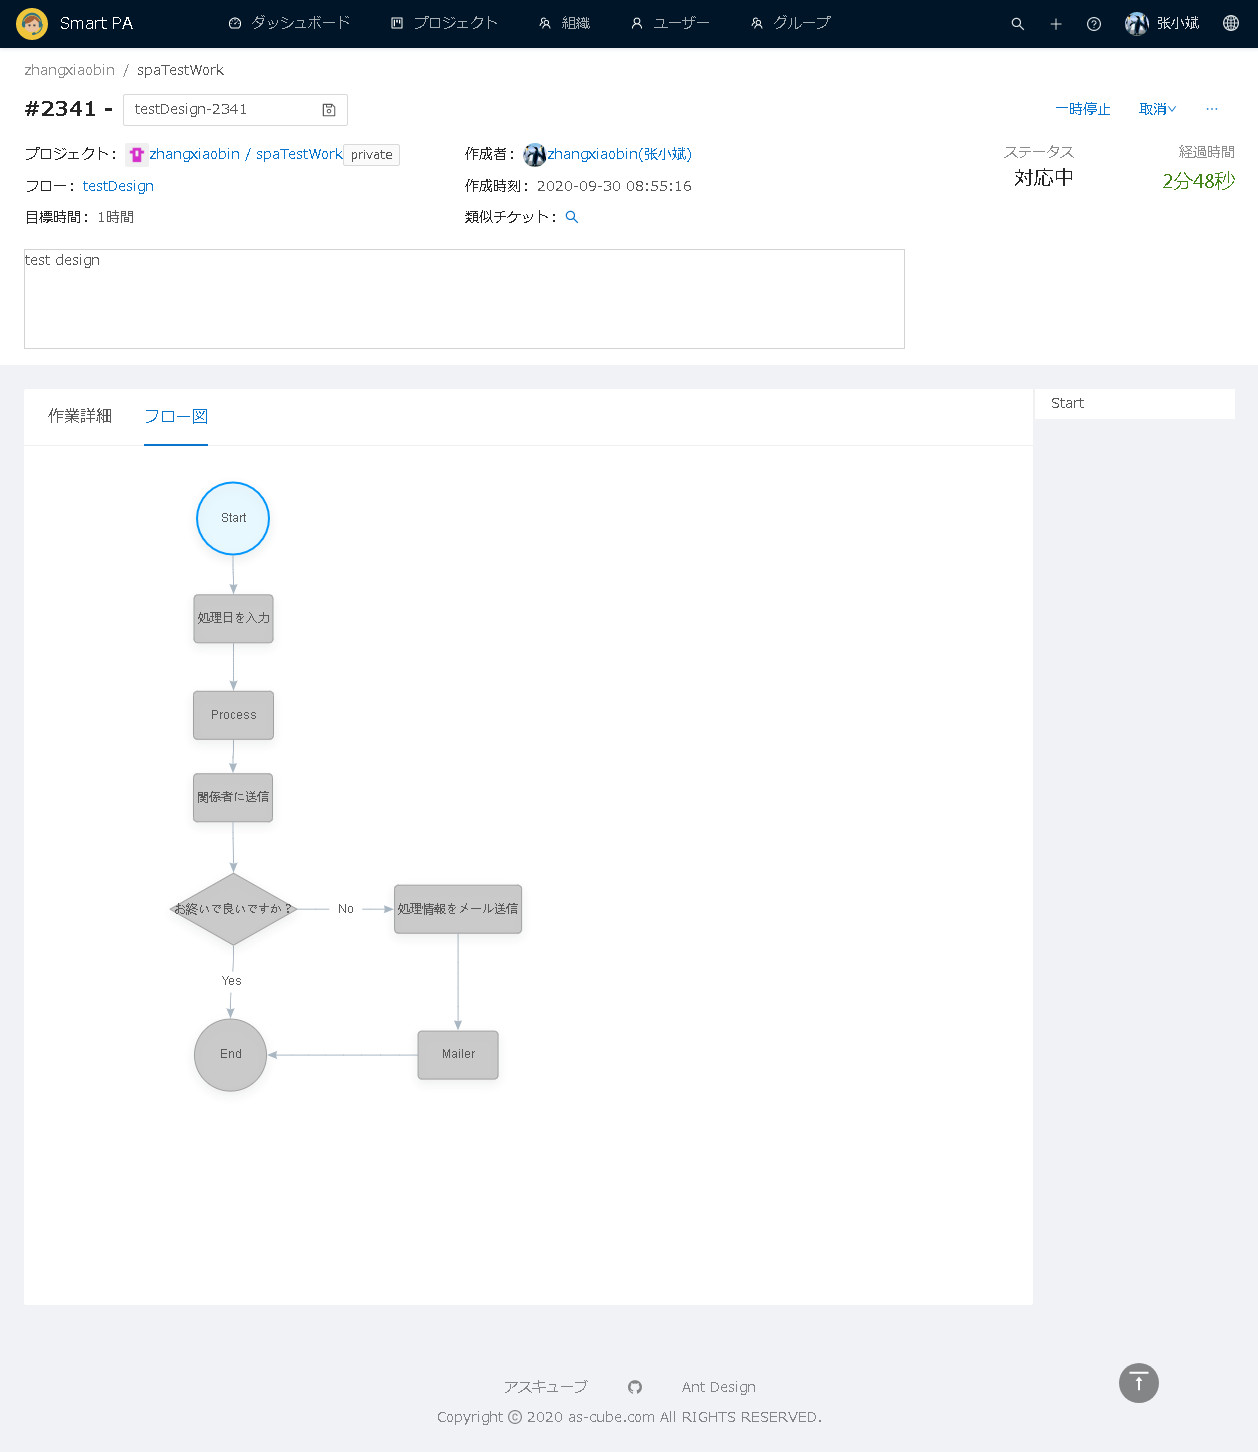 Smart PA ダッシュボード プロジェクト 組織 ユーザー グループ 张小斌
zhangxiaobin / spaTestWork
#2341 - testDesign-2341 一時停止 取消 ...
プロジェクト： zhangxiaobin / spaTestWork private 作成者： zhangxiaobin(张小斌) ステータス 経過時間
対応中 2分48秒
フロー： testDesign 作成時刻： 2020-09-30 08:55:16
目標時間： 1時間 類似チケット：
test design
作業詳細 フロー図 Start
Start
処理日を入力
Process
関係者に送信
お終いで良いですか？ No 処理情報をメール送信
Yes
End Mailer
アスキューブ Ant Design
Copyright © 2020 as-cube.com All RIGHTS RESERVED.